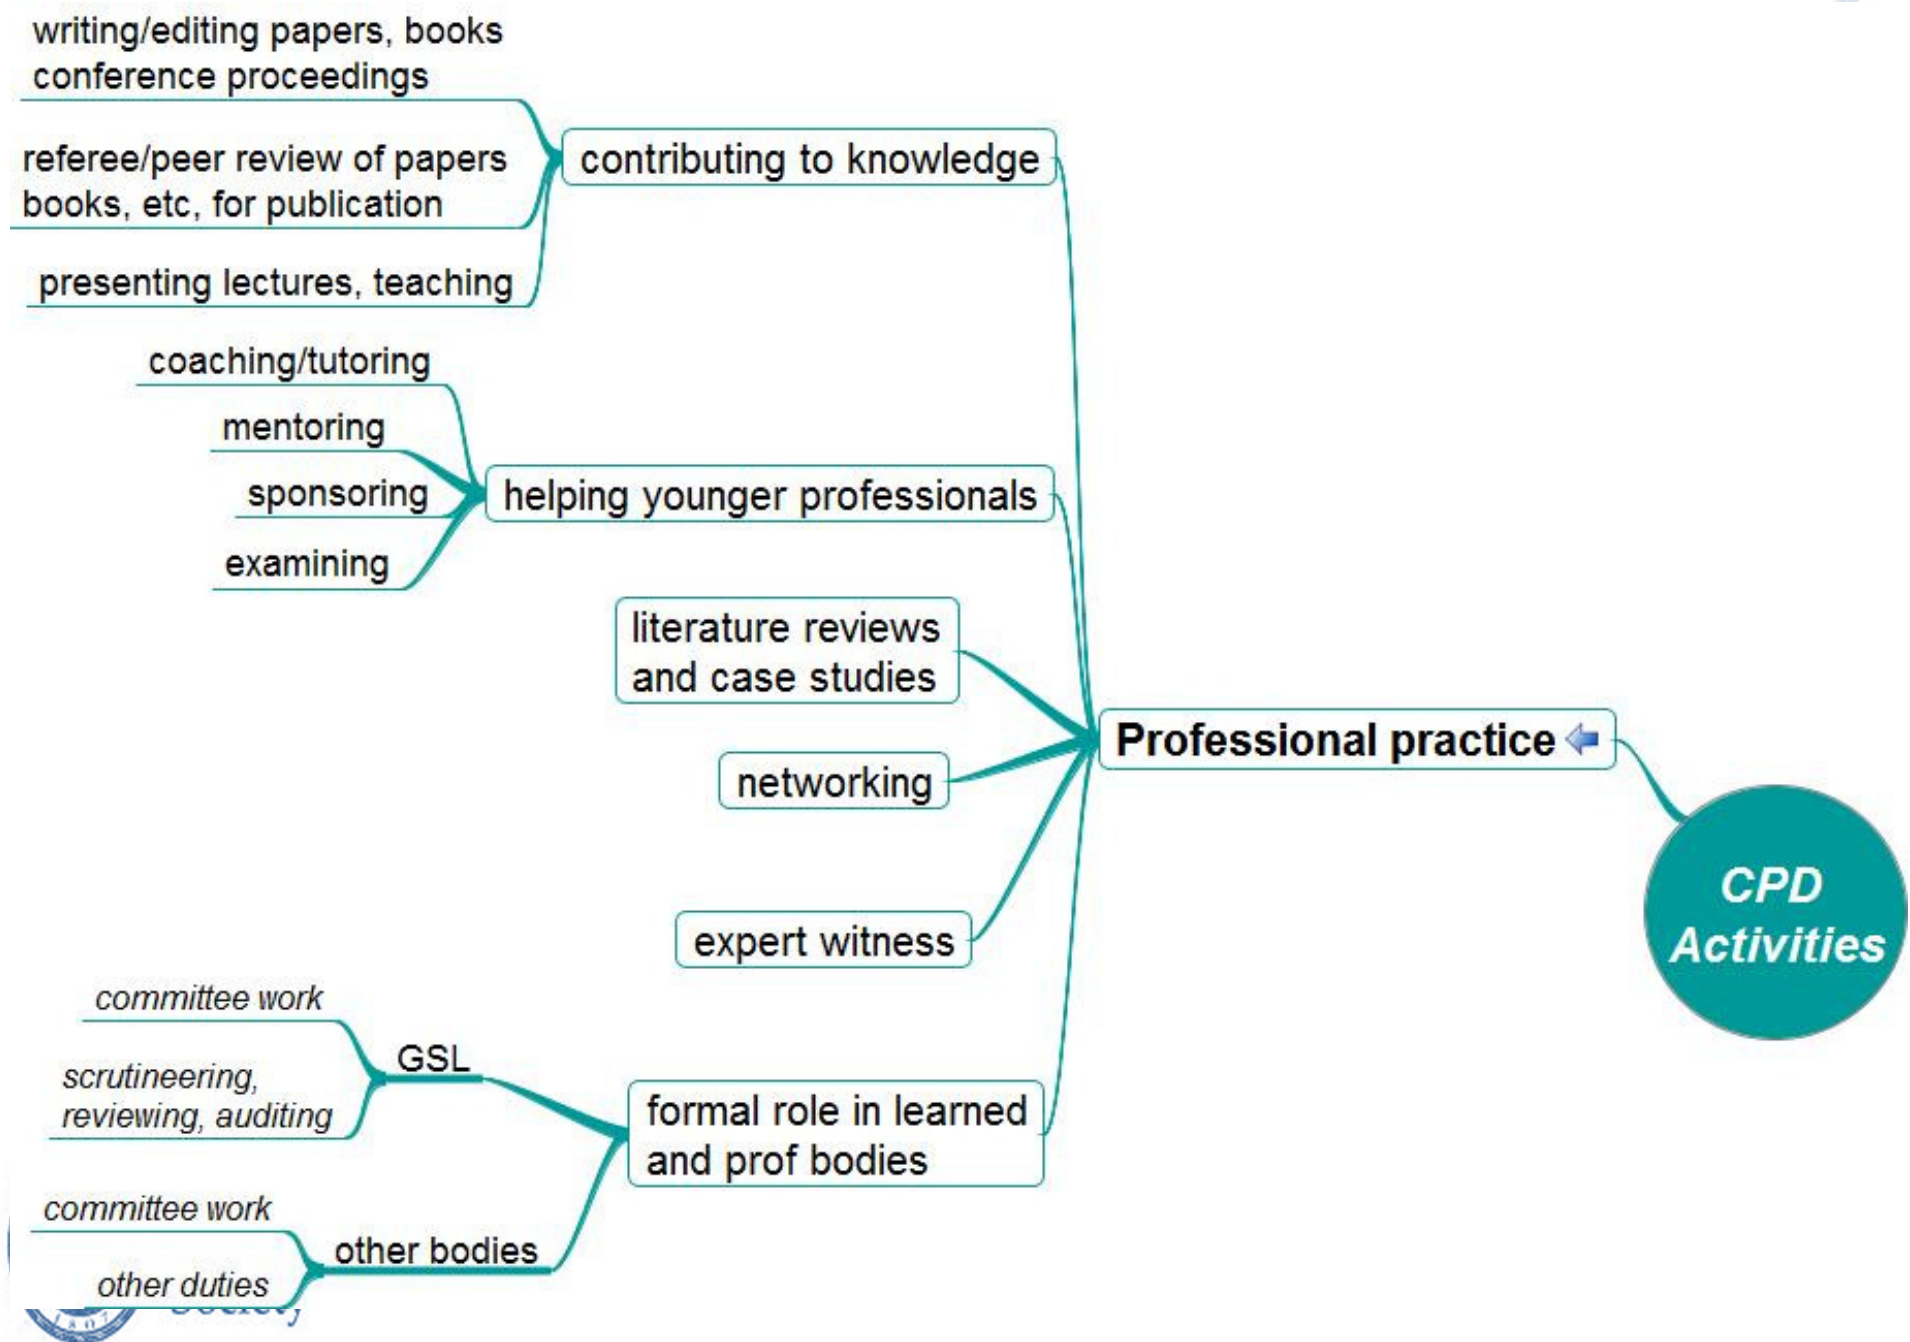 writing/editing papers, books
conference proceedings
referee/peer review of papers
books, etc, for publication
presenting lectures, teaching
contributing to knowledge
coaching/tutoring
mentoring
sponsoring
examining
helping younger professionals
literature reviews
and case studies
networking
expert witness
committee work
scrutineering,
reviewing, auditing
GSL
committee work
other duties
other bodies
formal role in learned
and prof bodies
Professional practice
CPD
Activities
1807